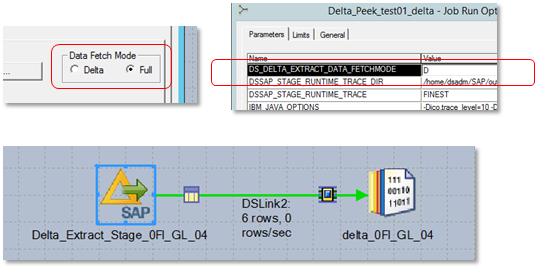 Data Fetch Mode
...
Delta
Full
Delta_Peek_test01_delta - Job Run Opt
Parameters
Limits
General
Name
Value
DS_DELTA_EXTRACT_DATA_FETCHMODE
D
DSSAP_STAGE_RUNTIME_TRACE_DIR
/home/dsadm/SAP/ou
DSSAP_STAGE_RUNTIME_TRACE
FINEST
IBM_JAVA_OPTIONS
-Dico.trace_level=10 -D
SAP
111
00110
11011
DSLink2:
6 rows, 0
rows/sec
Delta_Extract_Stage_0FI_GL_04
delta_0FI_GL_04